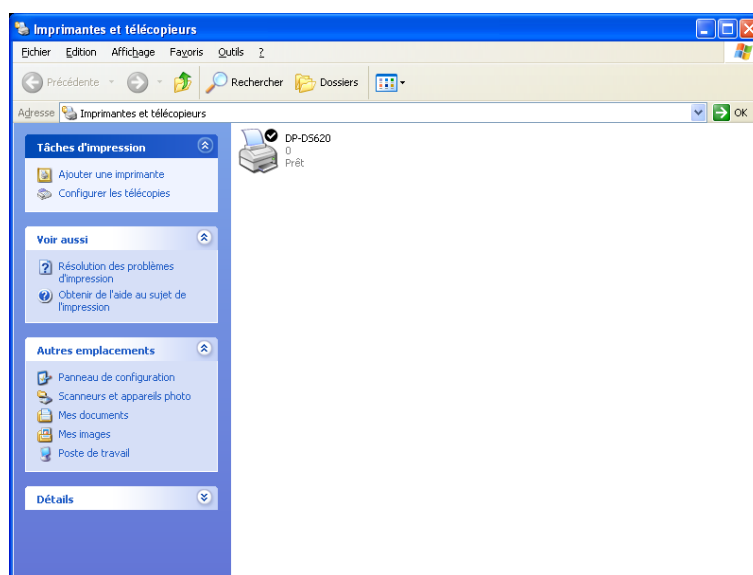 Imprimantes et télécopieurs
Fichier Edition Affichage Favoris Outils ?
Précédente Rechercher Dossiers
Adresse Imprimantes et télécopieurs OK
Tâches d'impression
Ajouter une imprimante
Configurer les télécopies
Voir aussi
Résolution des problèmes
d'impression
Obtenir de l'aide au sujet de
l'impression
Autres emplacements
Panneau de configuration
Scanneurs et appareils photo
Mes documents
Mes images
Poste de travail
Détails
DP-D5620
0
Prêt